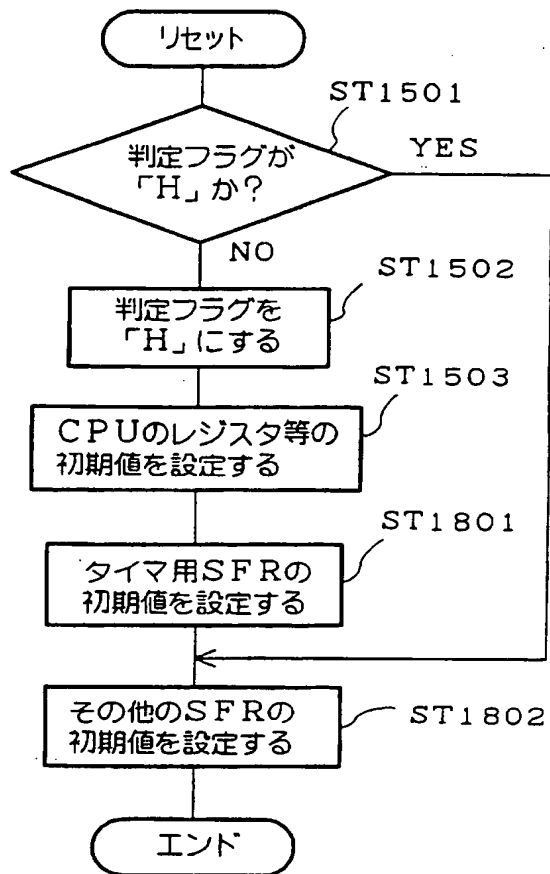 リセット
ST1501
判定フラグが
「H」か?
YES
NO
ST1502
判定フラグを
「H」にする
ST1503
CPUのレジスタ等の
初期値を設定する
ST1801
タイマ用SFRの
初期値を設定する
その他のSFRの
初期値を設定する
ST1802
エンド